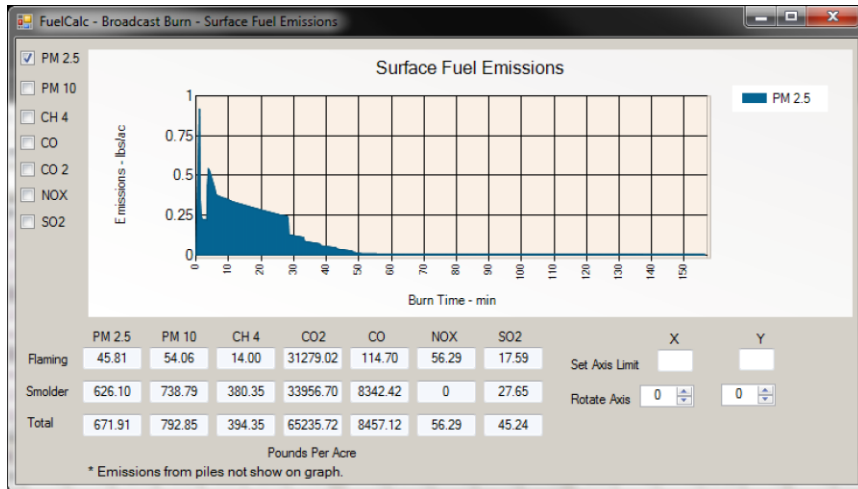 FuelCalc - Broadcast Burn - Surface Fuel Emissions
PM 2.5
PM 10
CH 4
CO
CO 2
NOX
SO2
Surface Fuel Emissions
PM 2.5
Emissions - lbs/ac
1
0.75
0.5
0.25
0
0 10 20 30 40 50 60 70 80 90 100 110 120 130 140 150
Burn Time - min
PM 2.5 PM 10 CH 4 CO2 CO NOX SO2
Flaming 45.81 54.06 14.00 31279.02 114.70 56.29 17.59
Smolder 626.10 738.79 380.35 33956.70 8342.42 0 27.65
Total 671.91 792.85 394.35 65235.72 8457.12 56.29 45.24
Pounds Per Acre
* Emissions from piles not show on graph.
X Y
Set Axis Limit
Rotate Axis 0 0